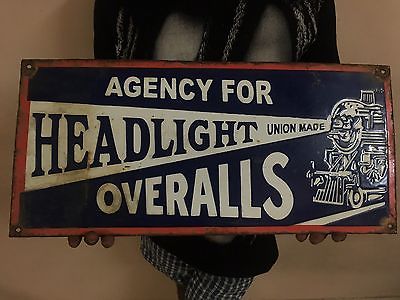 AGENCY FOR
HEADLIGHT UNION MADE
OVERALLS